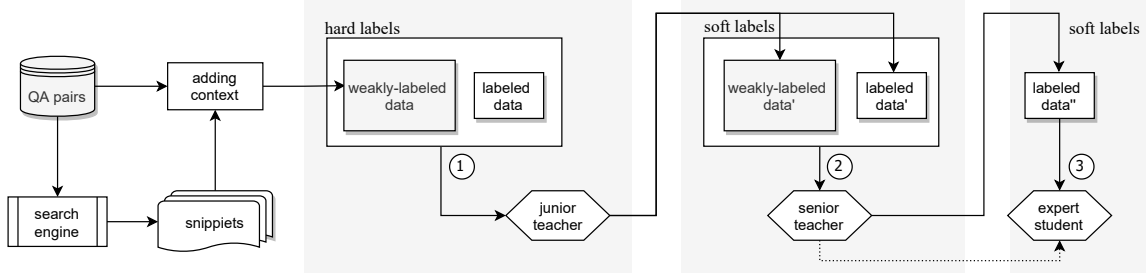 hard labels
soft labels
soft labels
QA pairs
adding
context
weakly-labeled
data
labeled
data
weakly-labeled
data'
labeled
data'
labeled
data''
1
2
3
search
engine
snippiets
junior
teacher
senior
teacher
expert
student